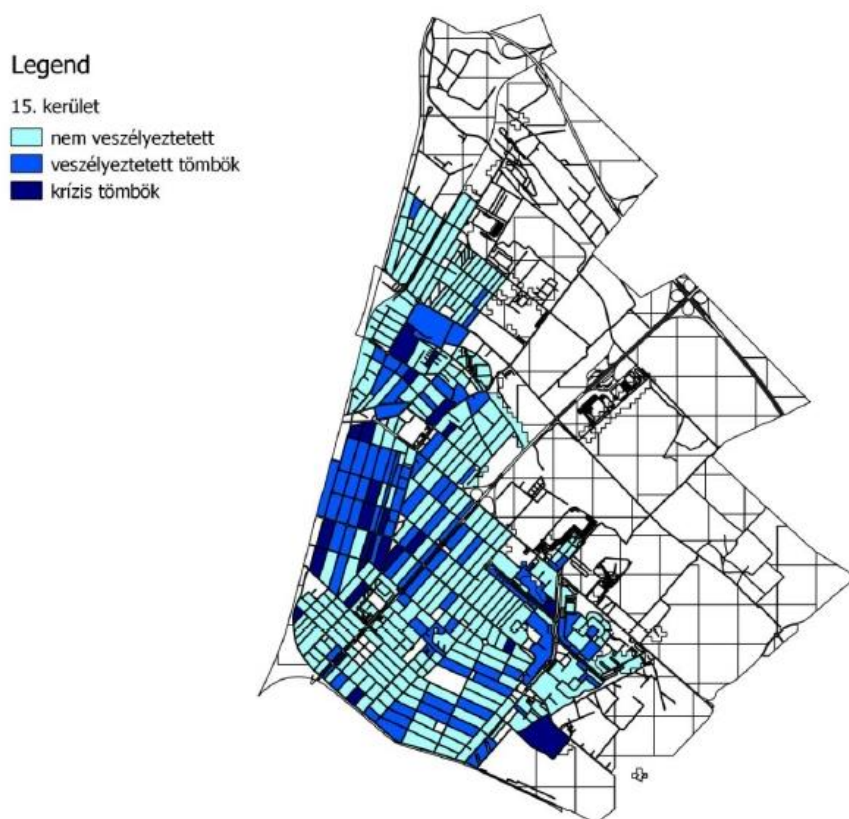 Legend
15. kerület
nem veszélyeztetett
veszélyeztetett tömbök
krízis tömbök